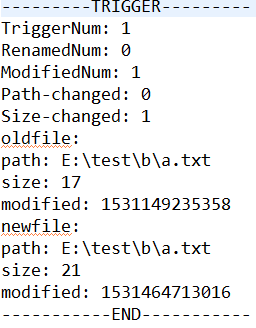 ---------TRIGGER---------
TriggerNum: 1
RenamedNum: 0
ModifiedNum: 1
Path-changed: 0
Size-changed: 1
oldfile:
path: E:\test\b\a.txt
size: 17
modified: 1531149235358
newfile:
path: E:\test\b\a.txt
size: 21
modified: 1531464713016
-----------END-----------